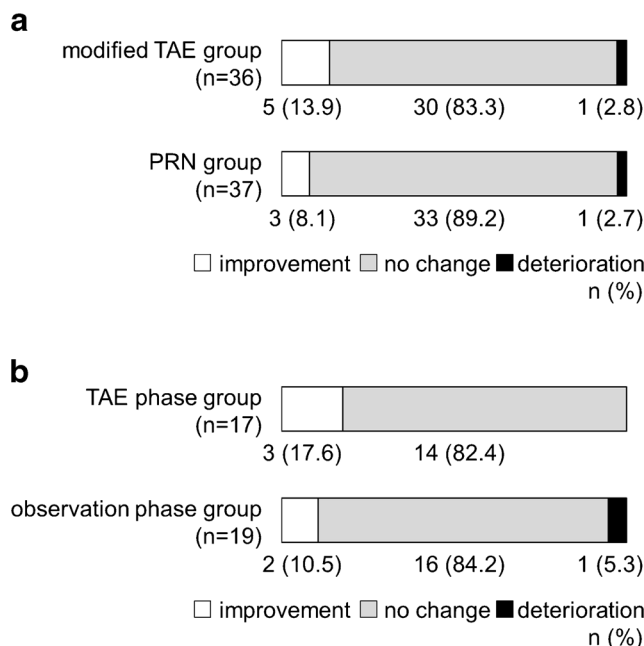 a
modified TAE group
(n=36)
5 (13.9) 30 (83.3) 1 (2.8)
PRN group
(n=37)
3 (8.1) 33 (89.2) 1 (2.7)
improvement no change deterioration
n (%)
b
TAE phase group
(n=17)
3 (17.6) 14 (82.4)
observation phase group
(n=19)
2 (10.5) 16 (84.2) 1 (5.3)
improvement no change deterioration
n (%)